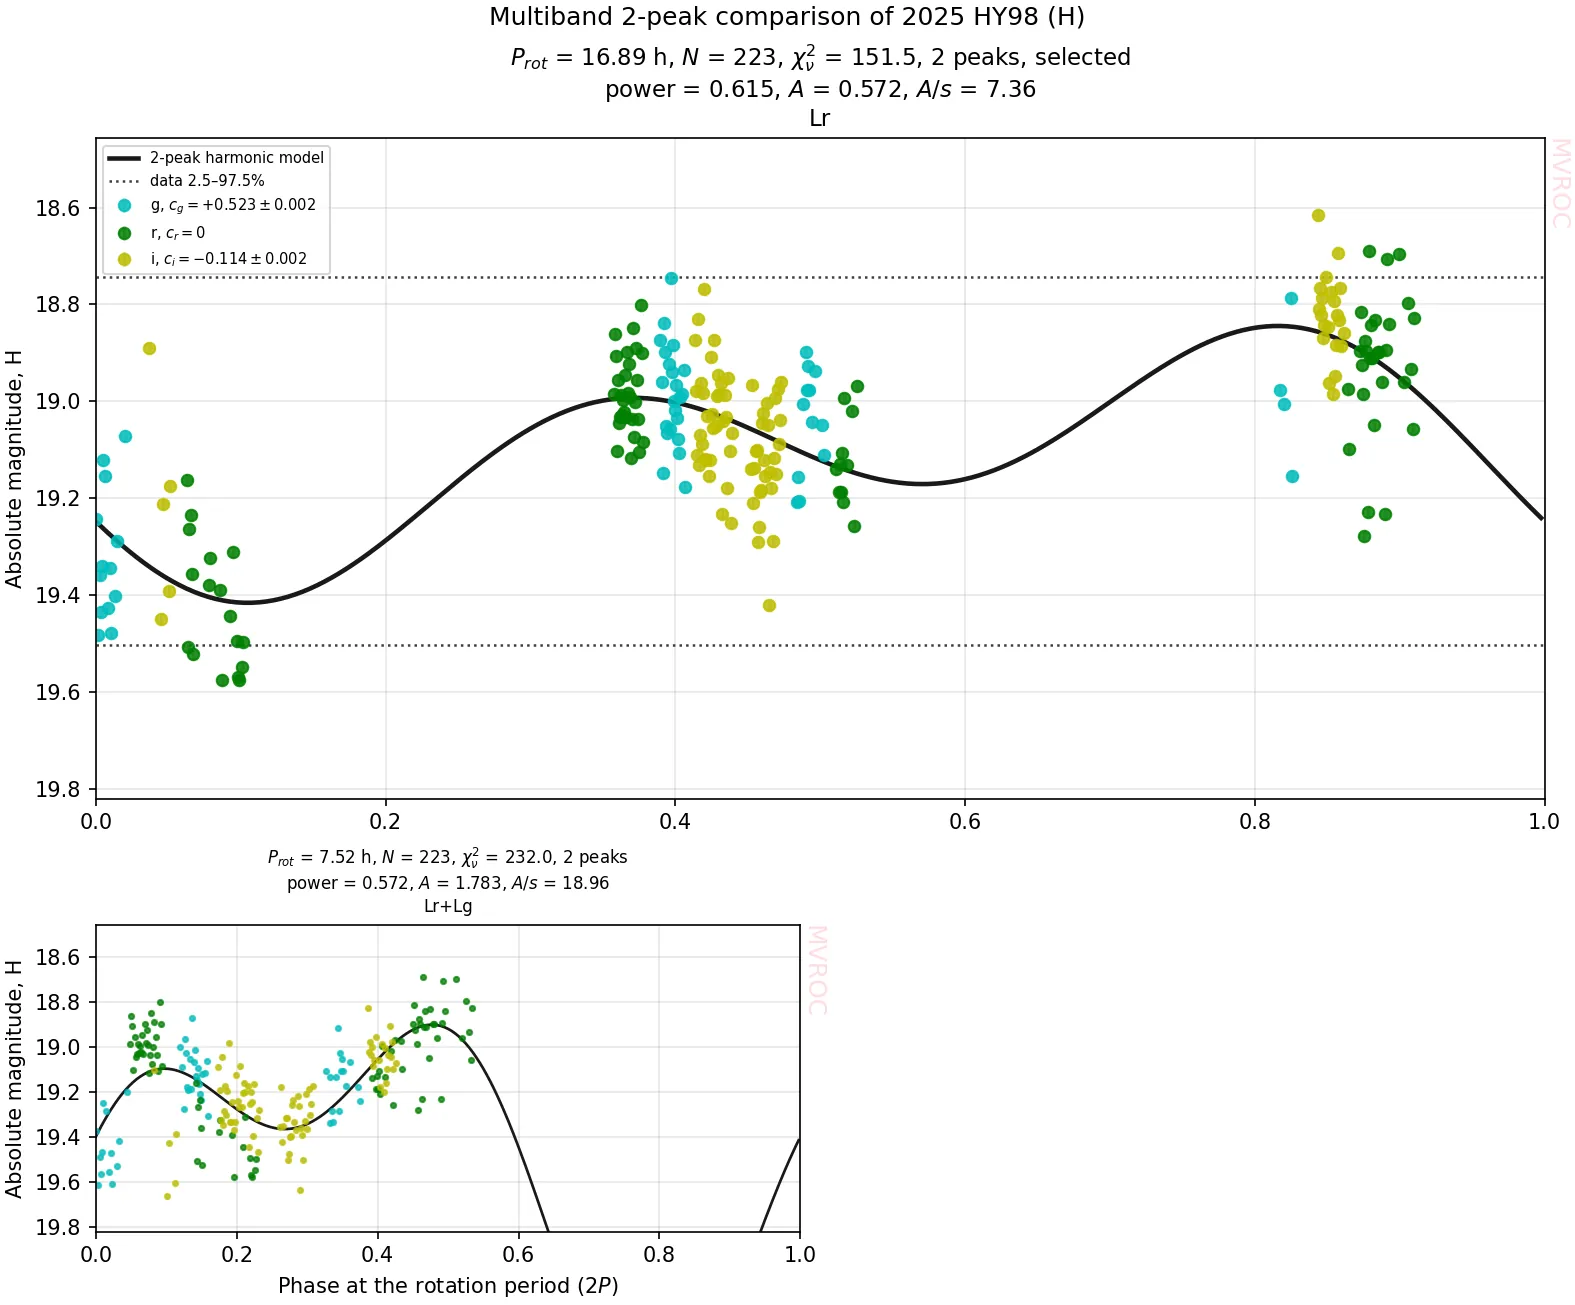 Multiband 2-peak comparison of 2025 HY98 (H)
P_rot = 16.89 h, N = 223, χ²_ν = 151.5, 2 peaks, selected
power = 0.615, A = 0.572, A/s = 7.36
Lr
2-peak harmonic model
data 2.5–97.5%
g, c_g = +0.523 ± 0.002
r, c_r = 0
i, c_i = −0.114 ± 0.002
MVROC
Absolute magnitude, H
18.6
18.8
19.0
19.2
19.4
19.6
19.8
0.0 0.2 0.4 0.6 0.8 1.0
P_rot = 7.52 h, N = 223, χ²_ν = 232.0, 2 peaks
power = 0.572, A = 1.783, A/s = 18.96
Lr+Lg
MVROC
Absolute magnitude, H
18.6
18.8
19.0
19.2
19.4
19.6
19.8
0.0 0.2 0.4 0.6 0.8 1.0
Phase at the rotation period (2P)